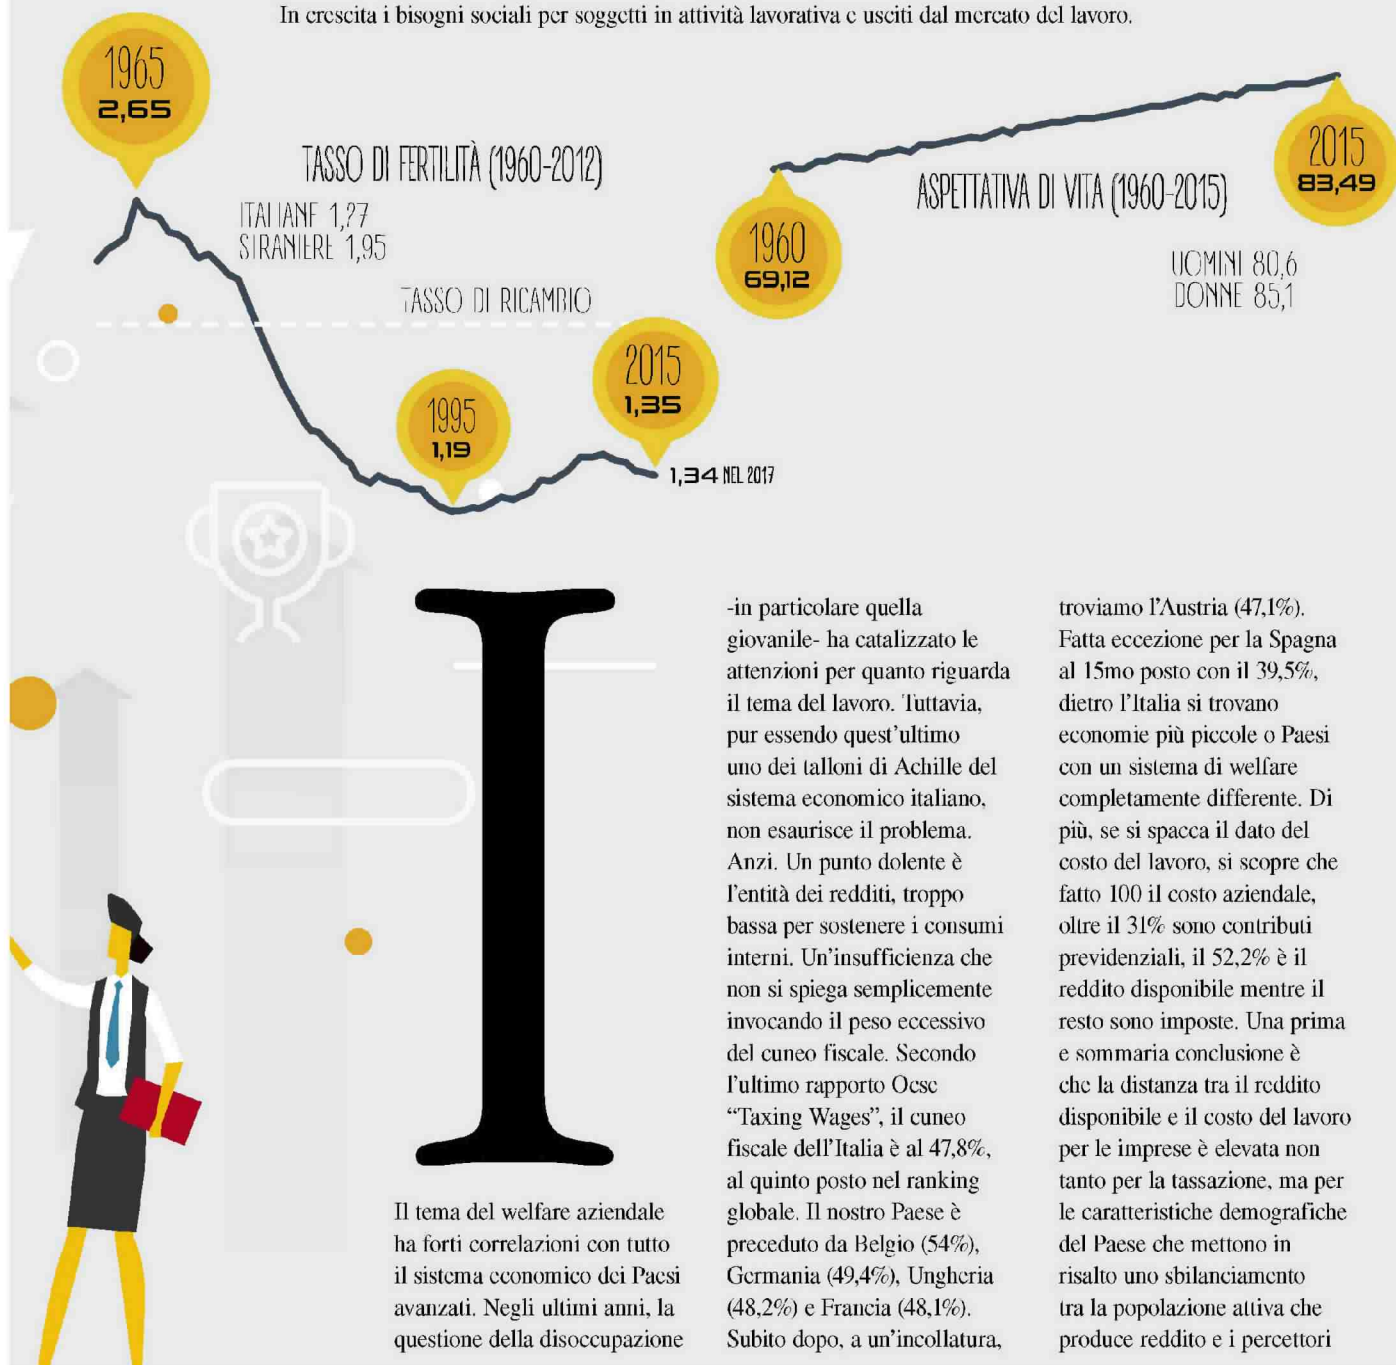 In crescita i bisogni sociali per soggetti in attività lavorativa e usciti dal mercato del lavoro.
1965
2,65
TASSO DI FERTILITÀ (1960-2012)
ITALIANE 1,27
STRANIERE 1,95
TASSO DI RICAMBIO
1995
1,19
2015
1,35
1,34 NEL 2017
1960
69,12
ASPETTATIVA DI VITA (1960-2015)
2015
83,49
UOMINI 80,6
DONNE 85,1
I
Il tema del welfare aziendale
ha forti correlazioni con tutto
il sistema economico dei Paesi
avanzati. Negli ultimi anni, la
questione della disoccupazione
-in particolare quella
giovanile- ha catalizzato le
attenzioni per quanto riguarda
il tema del lavoro. Tuttavia,
pur essendo quest'ultimo
uno dei talloni di Achille del
sistema economico italiano,
non esaurisce il problema.
Anzi. Un punto dolente è
l'entità dei redditi, troppo
bassa per sostenere i consumi
interni. Un'insufficienza che
non si spiega semplicemente
invocando il peso eccessivo
del cuneo fiscale. Secondo
l'ultimo rapporto Ocse
“Taxing Wages”, il cuneo
fiscale dell'Italia è al 47,8%,
al quinto posto nel ranking
globale. Il nostro Paese è
preceduto da Belgio (54%),
Germania (49,4%), Ungheria
(48,2%) e Francia (48,1%).
Subito dopo, a un'incollatura,
troviamo l'Austria (47,1%).
Fatta eccezione per la Spagna
al 15mo posto con il 39,5%,
dietro l'Italia si trovano
economie più piccole o Paesi
con un sistema di welfare
completamente differente. Di
più, se si spacca il dato del
costo del lavoro, si scopre che
fatto 100 il costo aziendale,
oltre il 31% sono contributi
previdenziali, il 52,2% è il
reddito disponibile mentre il
resto sono imposte. Una prima
e sommaria conclusione è
che la distanza tra il reddito
disponibile e il costo del lavoro
per le imprese è elevata non
tanto per la tassazione, ma per
le caratteristiche demografiche
del Paese che mettono in
risalto uno sbilanciamento
tra la popolazione attiva che
produce reddito e i percettori